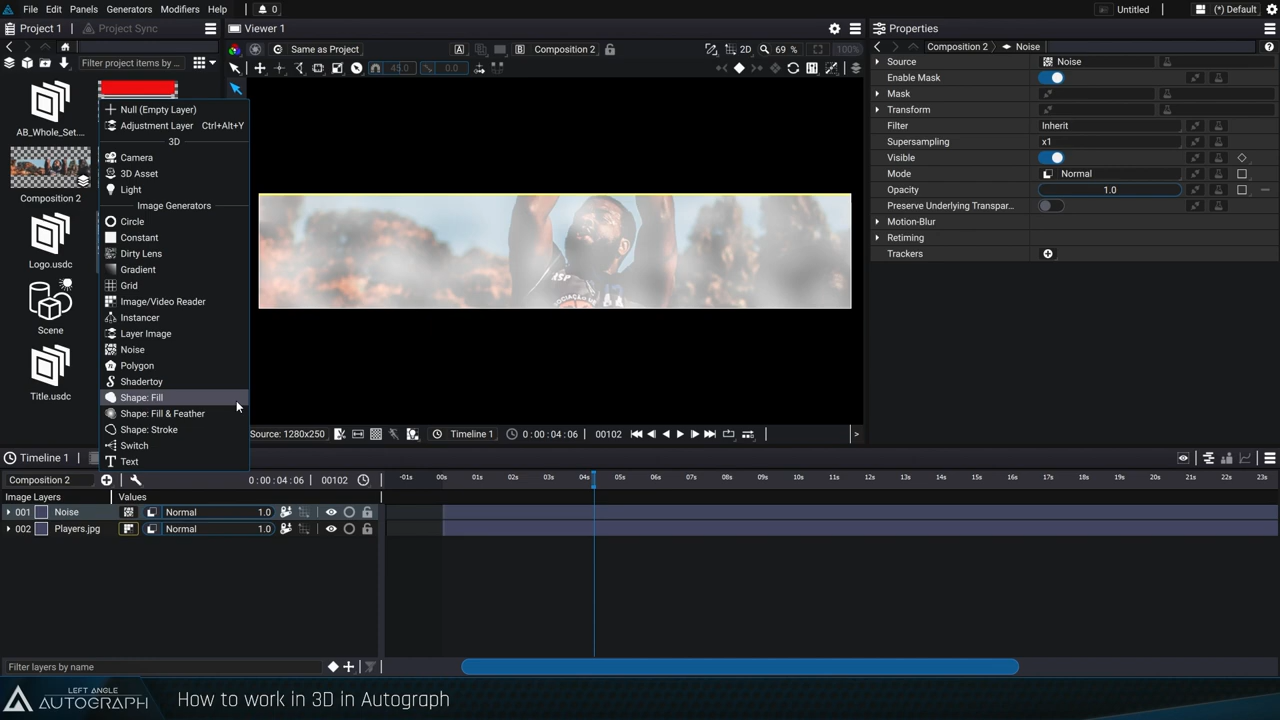 File Edit Panels Generators Modifiers Help 0 Untitled (*) Default
Project 1 Project Sync Viewer 1 Properties
Same as Project A B Composition 2 2D 69 % 100%
Composition 2 Noise
Filter project items by ...
45.0 0.0
AB_Whole_Set....
Composition 2
Logo.usdc
Scene
Title.usdc
Null (Empty Layer)
Adjustment Layer Ctrl+Alt+Y
3D
Camera
3D Asset
Light
Image Generators
Circle
Constant
Dirty Lens
Gradient
Grid
Image/Video Reader
Instancer
Layer Image
Noise
Polygon
Shadertoy
Shape: Fill
Shape: Fill & Feather
Shape: Stroke
Switch
Text
Source Noise
Enable Mask
Mask
Transform
Filter Inherit
Supersampling x1
Visible
Mode Normal
Opacity 1.0
Preserve Underlying Transpar...
Motion-Blur
Retiming
Trackers
Source: 1280x250 Timeline 1 0:00:04:06 00102 >
Timeline 1
Composition 2 0:00:04:06 00102
-01s 00s 01s 02s 03s 04s 05s 06s 07s 08s 09s 10s 11s 12s 13s 14s 15s 16s 17s 18s 19s 20s 21s 22s 23s
Image Layers Values
001 Noise Normal 1.0
002 Players.jpg Normal 1.0
Filter layers by name
LEFT ANGLE
AUTOGRAPH
How to work in 3D in Autograph